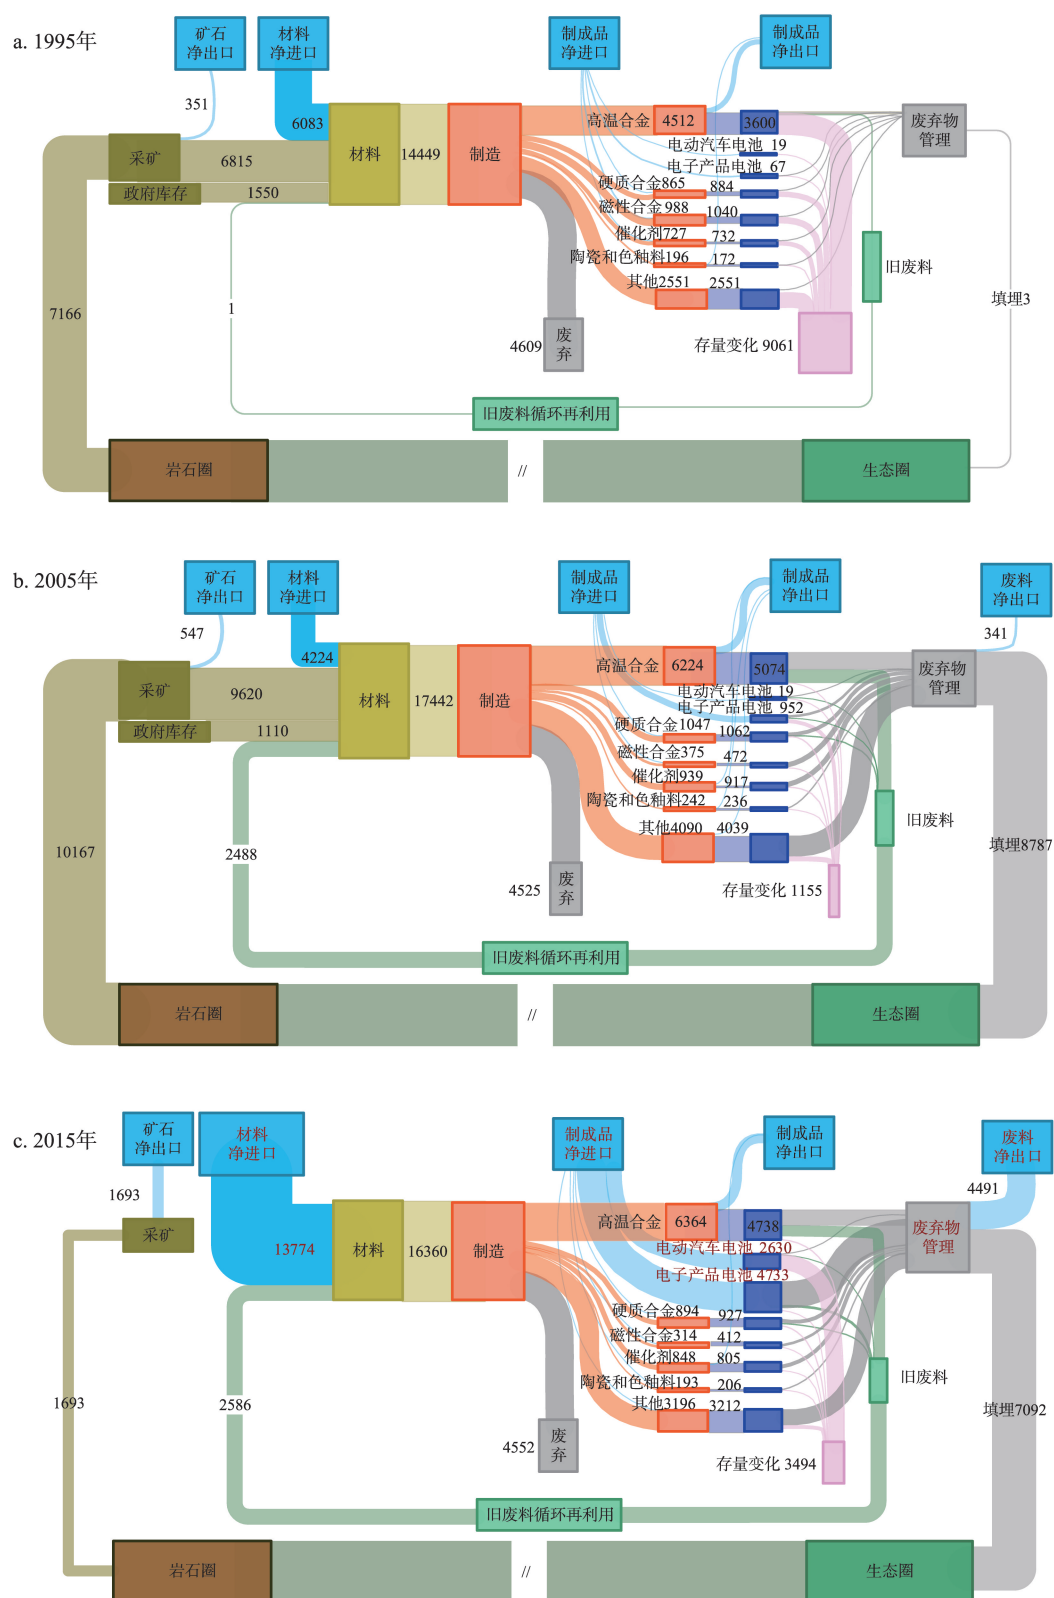 a. 1995年
矿石
净出口
材料
净进口
制成品
净进口
制成品
净出口
351
6083
采矿
6815
政府库存
1550
材料
14449
制造
高温合金
4512
3600
废弃物
管理
电动汽车电池 19
电子产品电池 67
硬质合金865
884
磁性合金988
1040
催化剂727
732
陶瓷和色釉料196
172
其他2551
2551
旧废料
填埋3
7166
1
4609
废
弃
存量变化 9061
旧废料循环再利用
岩石圈
//
生态圈
b. 2005年
矿石
净出口
材料
净进口
制成品
净进口
制成品
净出口
废料
净出口
547
4224
341
采矿
9620
政府库存
1110
材料
17442
制造
高温合金
6224
5074
废弃物
管理
电动汽车电池 19
电子产品电池 952
硬质合金1047
1062
磁性合金375
472
催化剂939
917
陶瓷和色釉料242
236
其他4090
4039
旧废料
填埋8787
10167
2488
4525
废
弃
存量变化 1155
旧废料循环再利用
岩石圈
//
生态圈
c. 2015年
矿石
净出口
材料
净进口
制成品
净进口
制成品
净出口
废料
净出口
1693
4491
采矿
13774
材料
16360
制造
高温合金
6364
4738
废弃物
管理
电动汽车电池 2630
电子产品电池 4733
硬质合金894
927
磁性合金314
412
催化剂848
805
陶瓷和色釉料193
206
其他3196
3212
旧废料
填埋7092
1693
2586
4552
废
弃
存量变化 3494
旧废料循环再利用
岩石圈
//
生态圈